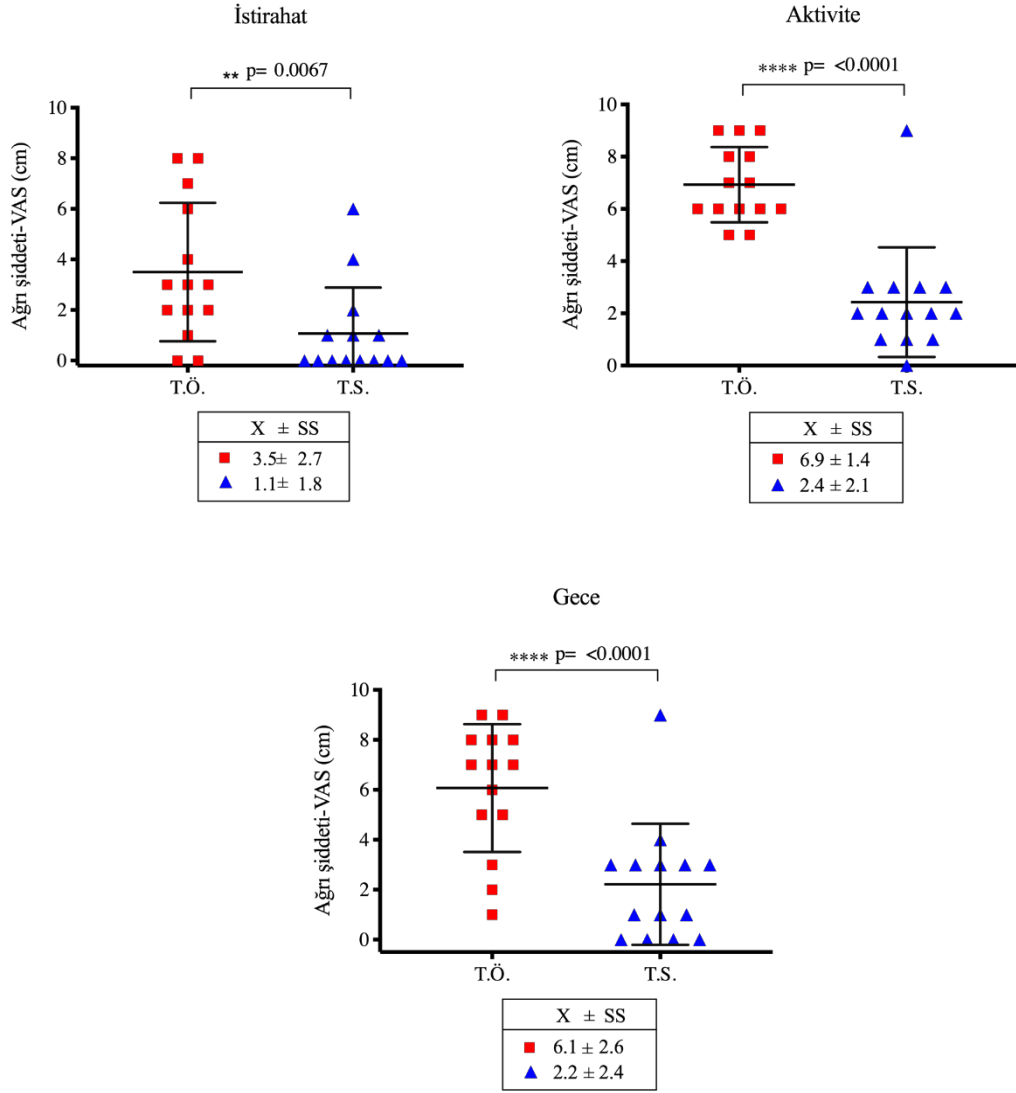 İstirahat
** p= 0.0067
Ağrı şiddeti-VAS (cm)
10
8
6
4
2
0
T.Ö. T.S.
X ± SS
3.5± 2.7
1.1± 1.8
Aktivite
**** p= <0.0001
Ağrı şiddeti-VAS (cm)
10
8
6
4
2
0
T.Ö. T.S.
X ± SS
6.9 ± 1.4
2.4 ± 2.1
Gece
**** p= <0.0001
Ağrı şiddeti-VAS (cm)
10
8
6
4
2
0
T.Ö. T.S.
X ± SS
6.1 ± 2.6
2.2 ± 2.4